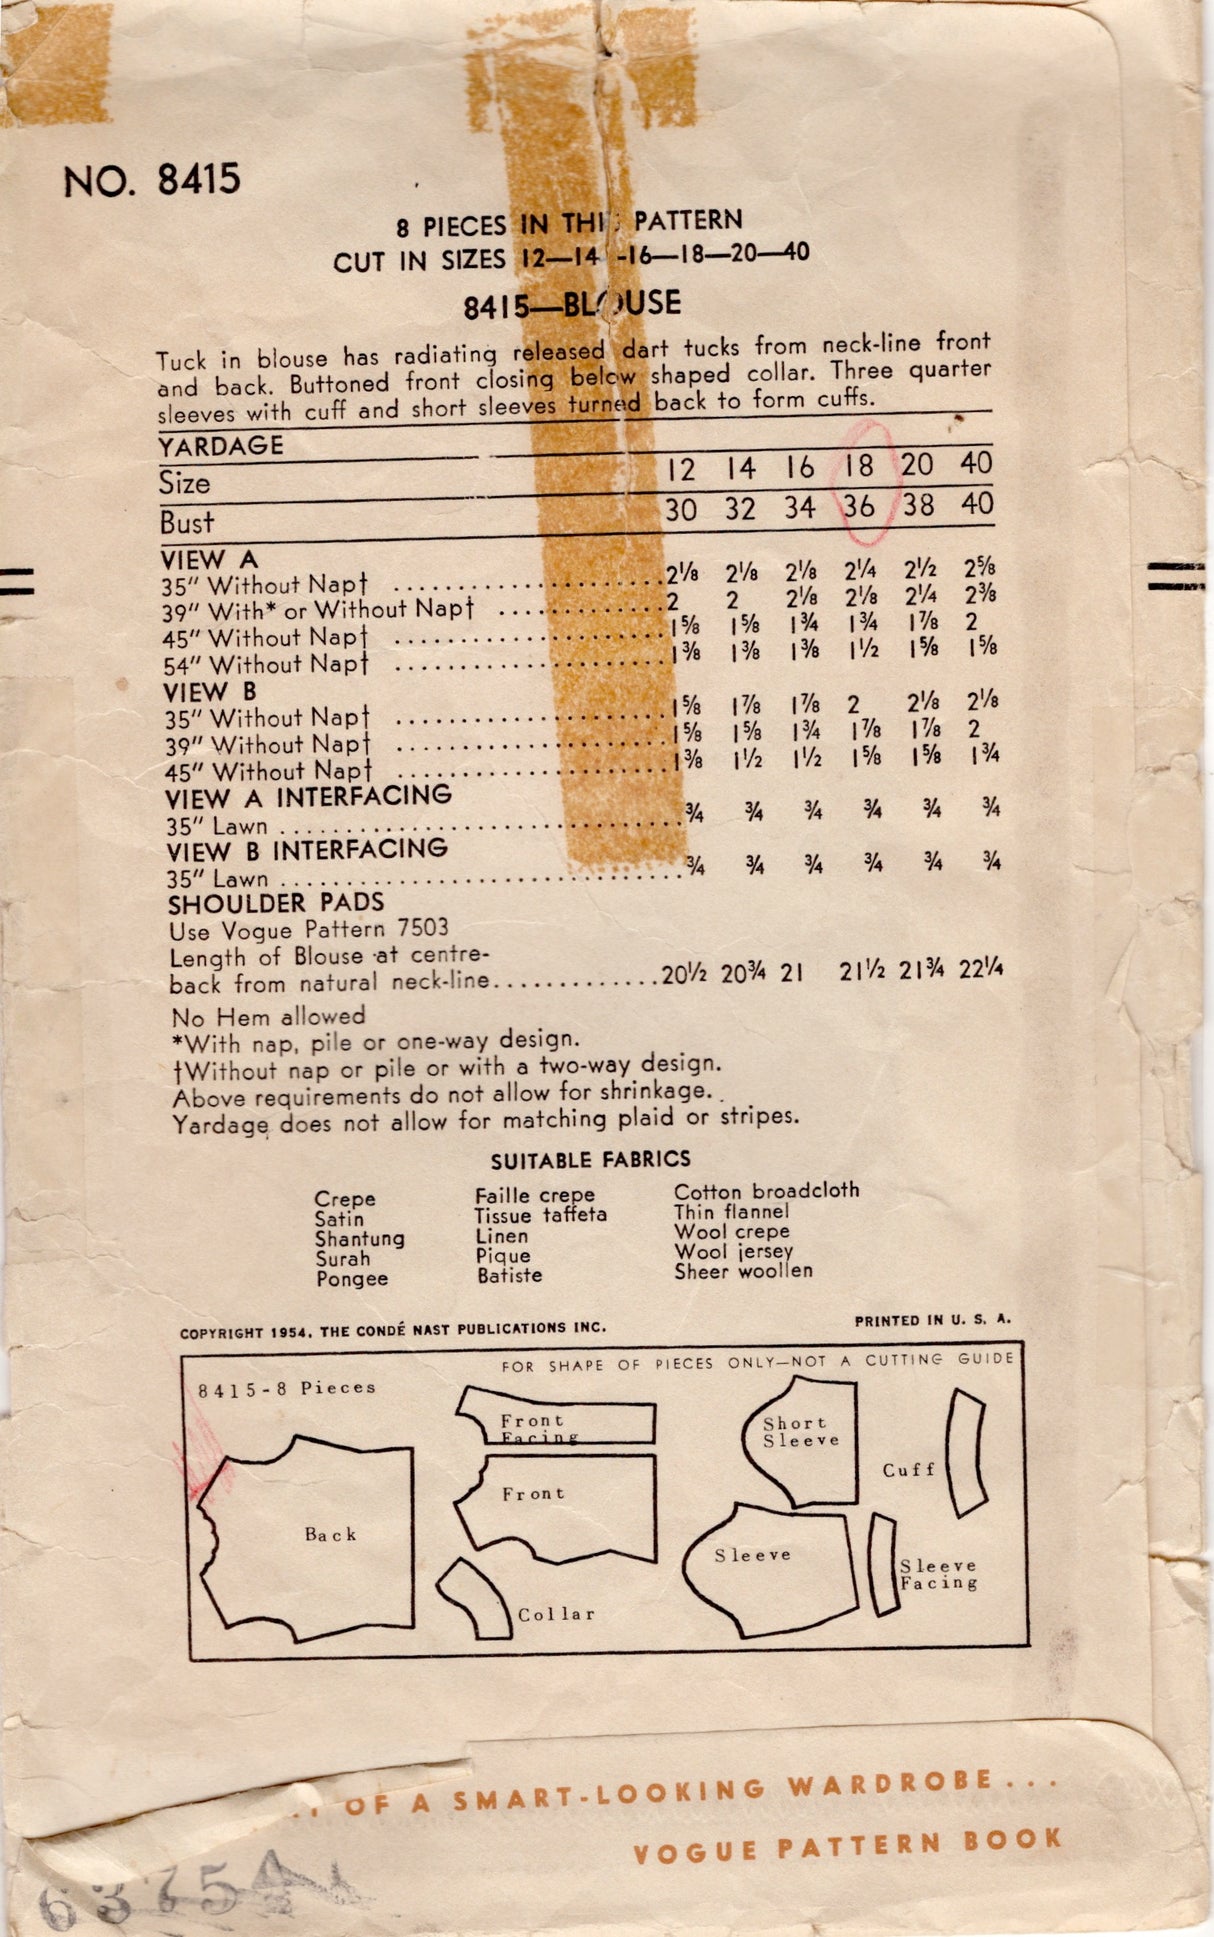 NO. 8415
8 PIECES IN THIS PATTERN
CUT IN SIZES 12—14—16—18—20—40
8415—BLOUSE
Tuck in blouse has radiating released dart tucks from neck-line front
and back. Buttoned front closing below shaped collar. Three quarter
sleeves with cuff and short sleeves turned back to form cuffs.
YARDAGE
Size 12 14 16 18 20 40
Bust 30 32 34 36 38 40
VIEW A
35" Without Nap† .................... 2⅛ 2⅛ 2⅛ 2¼ 2½ 2⅝
39" With* or Without Nap† ............ 2 2 2⅛ 2⅛ 2¼ 2⅜
45" Without Nap† .................... 1⅝ 1⅝ 1¾ 1¾ 1⅞ 2
54" Without Nap† .................... 1⅜ 1⅜ 1⅜ 1½ 1⅝ 1⅝
VIEW B
35" Without Nap† .................... 1⅝ 1⅞ 1⅞ 2 2⅛ 2⅛
39" Without Nap† .................... 1⅝ 1⅝ 1¾ 1⅞ 1⅞ 2
45" Without Nap† .................... 1⅜ 1½ 1½ 1⅝ 1⅝ 1¾
VIEW A INTERFACING
35" Lawn ............................ ¾ ¾ ¾ ¾ ¾ ¾
VIEW B INTERFACING
35" Lawn ............................ ¾ ¾ ¾ ¾ ¾ ¾
SHOULDER PADS
Use Vogue Pattern 7503
Length of Blouse at centre-
back from natural neck-line............. 20½ 20¾ 21 21½ 21¾ 22¼
No Hem allowed
*With nap, pile or one-way design.
†Without nap or pile or with a two-way design.
Above requirements do not allow for shrinkage.
Yardage does not allow for matching plaid or stripes.
SUITABLE FABRICS
Crepe Faille crepe Cotton broadcloth
Satin Tissue taffeta Thin flannel
Shantung Linen Wool crepe
Surah Pique Wool jersey
Pongee Batiste Sheer woollen
COPYRIGHT 1954, THE CONDÉ NAST PUBLICATIONS INC. PRINTED IN U. S. A.
FOR SHAPE OF PIECES ONLY—NOT A CUTTING GUIDE
8415-8 Pieces
Front
Facing
Short
Sleeve
Cuff
Front
Back
Sleeve
Sleeve
Facing
Collar
OF A SMART-LOOKING WARDROBE...
VOGUE PATTERN BOOK